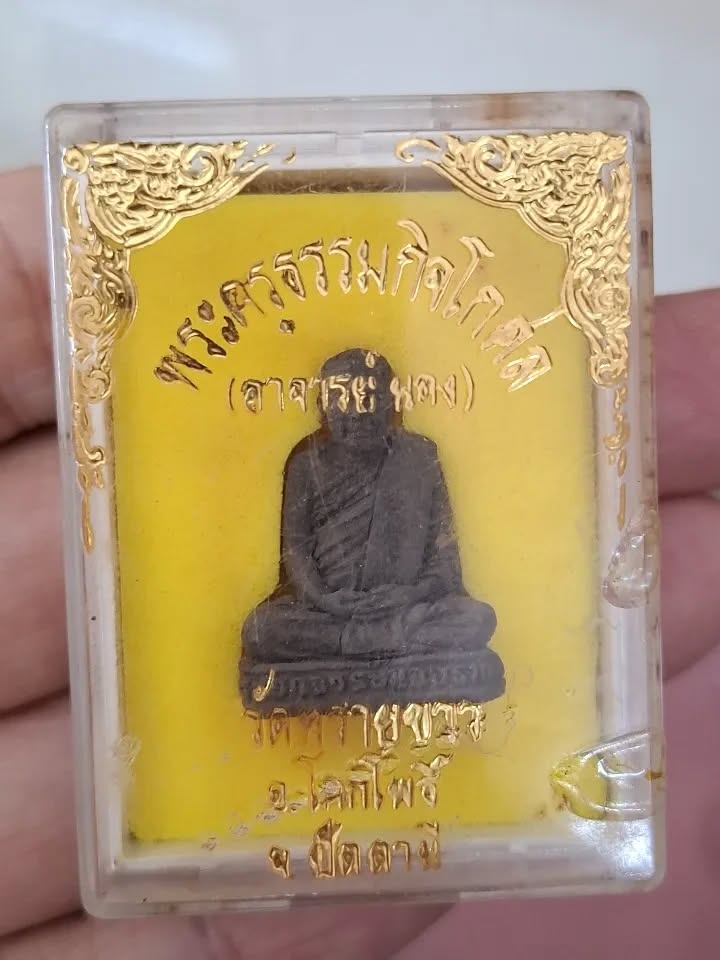 พระครูธรรมกิจโกศล
(อาจารย์ นอง)
วัดทรายขาว
อ.โคกโพธิ์
จ.ปัตตานี